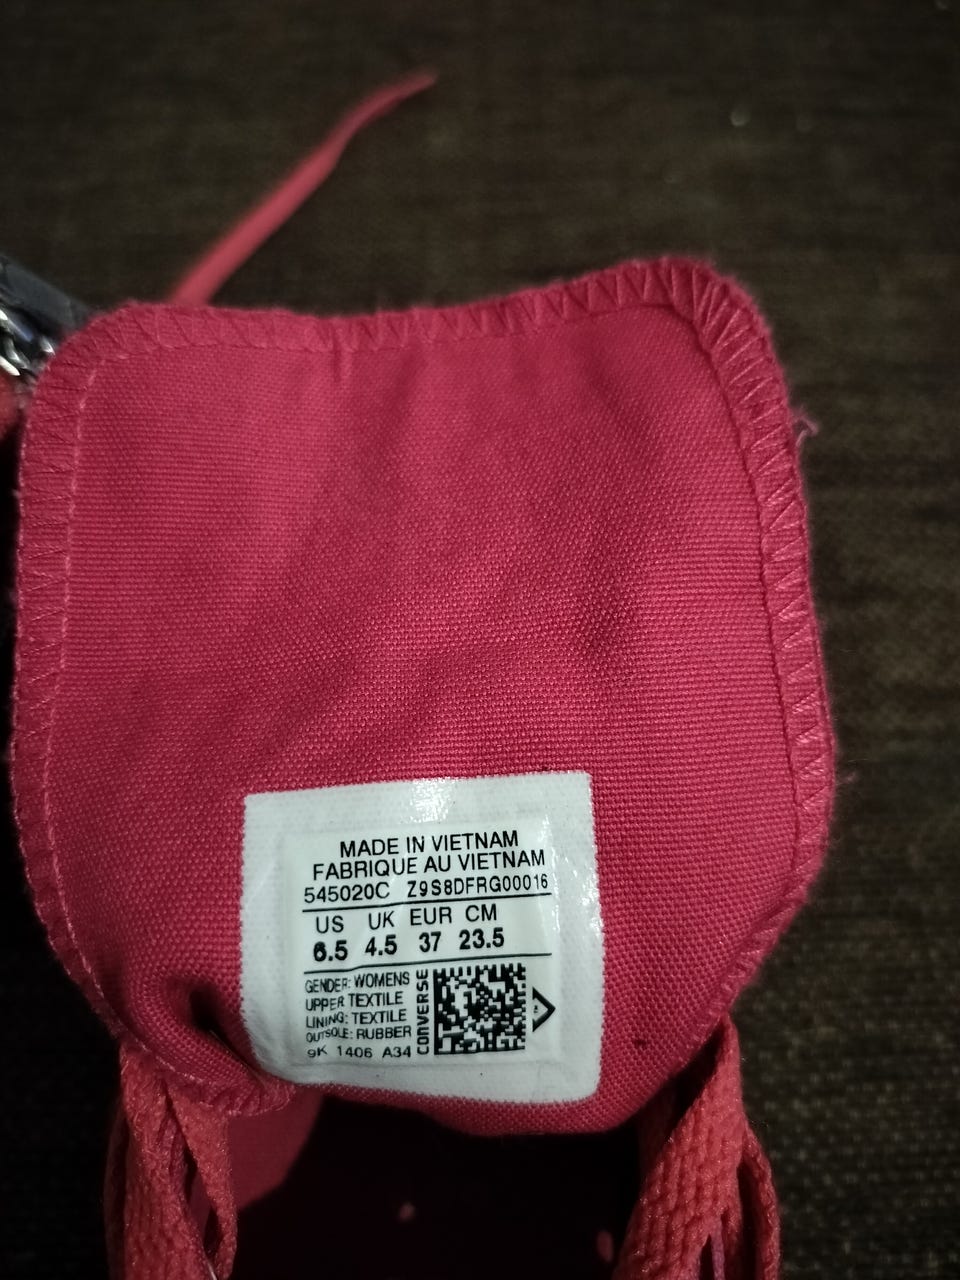 MADE IN VIETNAM
FABRIQUE AU VIETNAM
545020C Z9S8DFRG00016
US UK EUR CM
6.5 4.5 37 23.5
GENDER: WOMENS
UPPER TEXTILE
LINING: TEXTILE
OUTSOLE: RUBBER
9K 1406 A34
CONVERSE